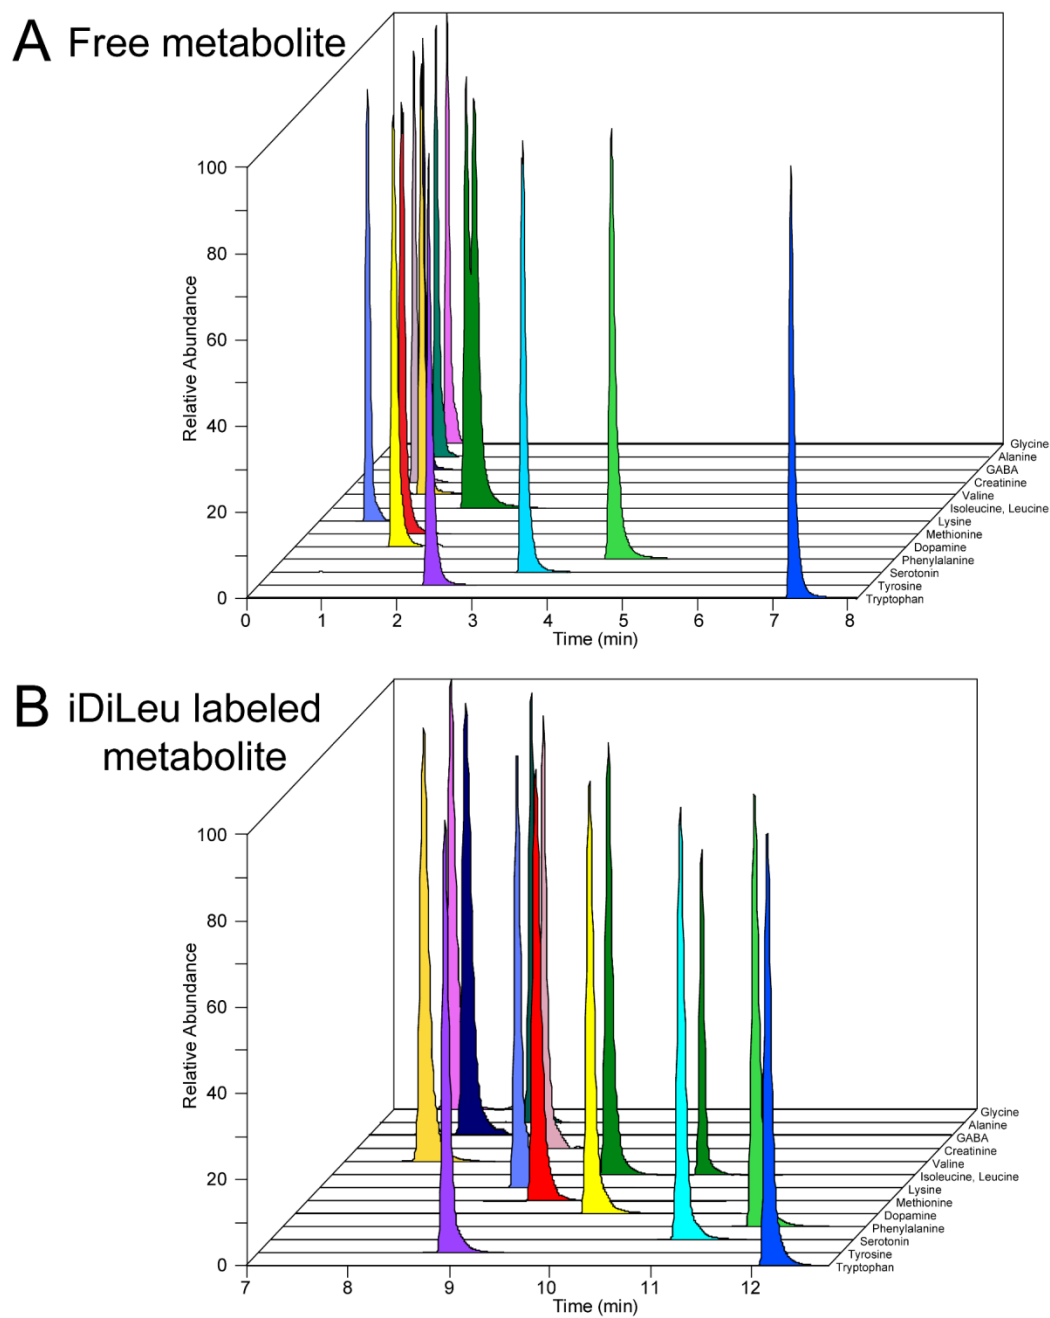 A Free metabolite
100
80
60
40
20
0
Relative Abundance
Glycine
Alanine
GABA
Creatinine
Valine
Isoleucine, Leucine
Lysine
Methionine
Dopamine
Phenylalanine
Serotonin
Tyrosine
Tryptophan
0 1 2 3 4 5 6 7 8
Time (min)
B iDiLeu labeled
metabolite
100
80
60
40
20
0
Relative Abundance
Glycine
Alanine
GABA
Creatinine
Valine
Isoleucine, Leucine
Lysine
Methionine
Dopamine
Phenylalanine
Serotonin
Tyrosine
Tryptophan
7 8 9 10 11 12
Time (min)